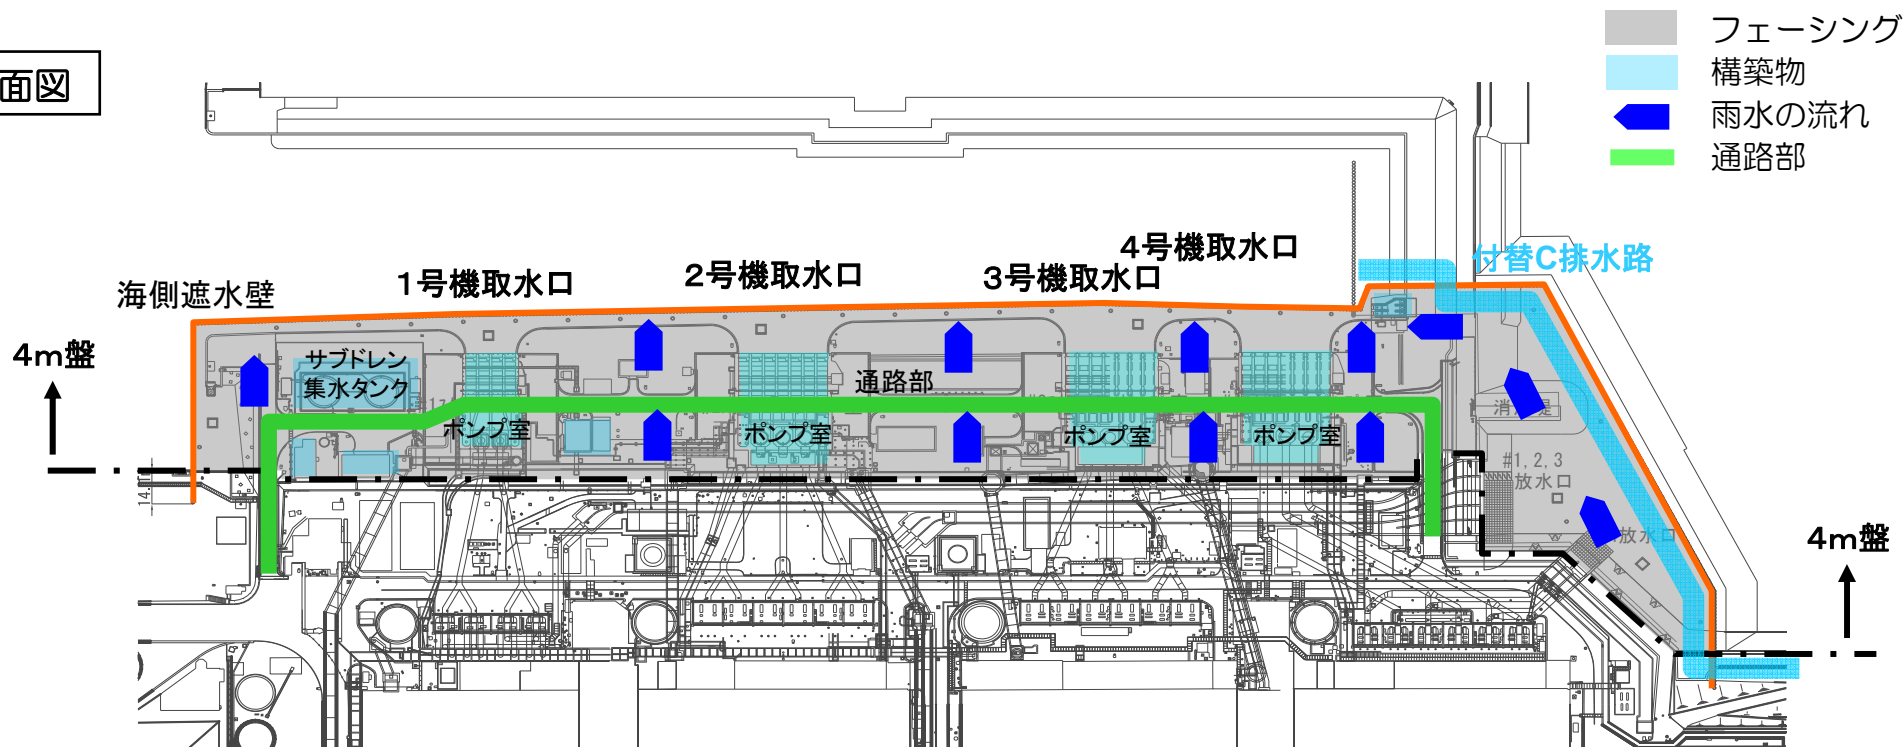 面図
フェーシング
構築物
雨水の流れ
通路部
付替C排水路
4号機取水口
3号機取水口
2号機取水口
1号機取水口
海側遮水壁
4m盤
サブドレン
集水タンク
通路部
ポンプ室
ポンプ室
ポンプ室
ポンプ室
#1,2,3
放水口
放水口
4m盤